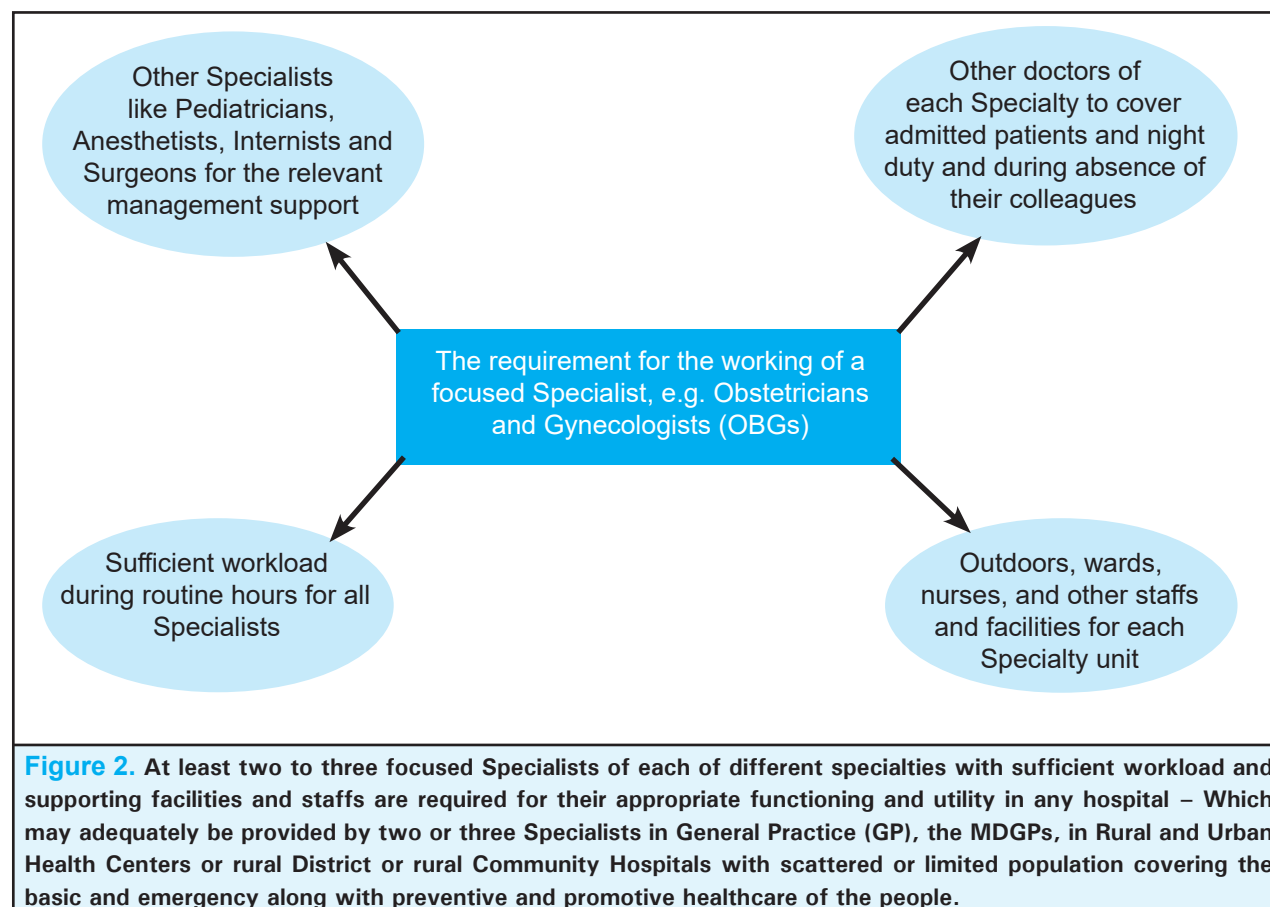 Other Specialists
like Pediatricians,
Anesthetists, Internists and
Surgeons for the relevant
management support
Other doctors of
each Specialty to cover
admitted patients and night
duty and during absence of
their colleagues
The requirement for the working of a
focused Specialist, e.g. Obstetricians
and Gynecologists (OBGs)
Sufficient workload
during routine hours for all
Specialists
Outdoors, wards,
nurses, and other staffs
and facilities for each
Specialty unit
Figure 2. At least two to three focused Specialists of each of different specialties with sufficient workload and
supporting facilities and staffs are required for their appropriate functioning and utility in any hospital – Which
may adequately be provided by two or three Specialists in General Practice (GP), the MDGPs, in Rural and Urban
Health Centers or rural District or rural Community Hospitals with scattered or limited population covering the
basic and emergency along with preventive and promotive healthcare of the people.